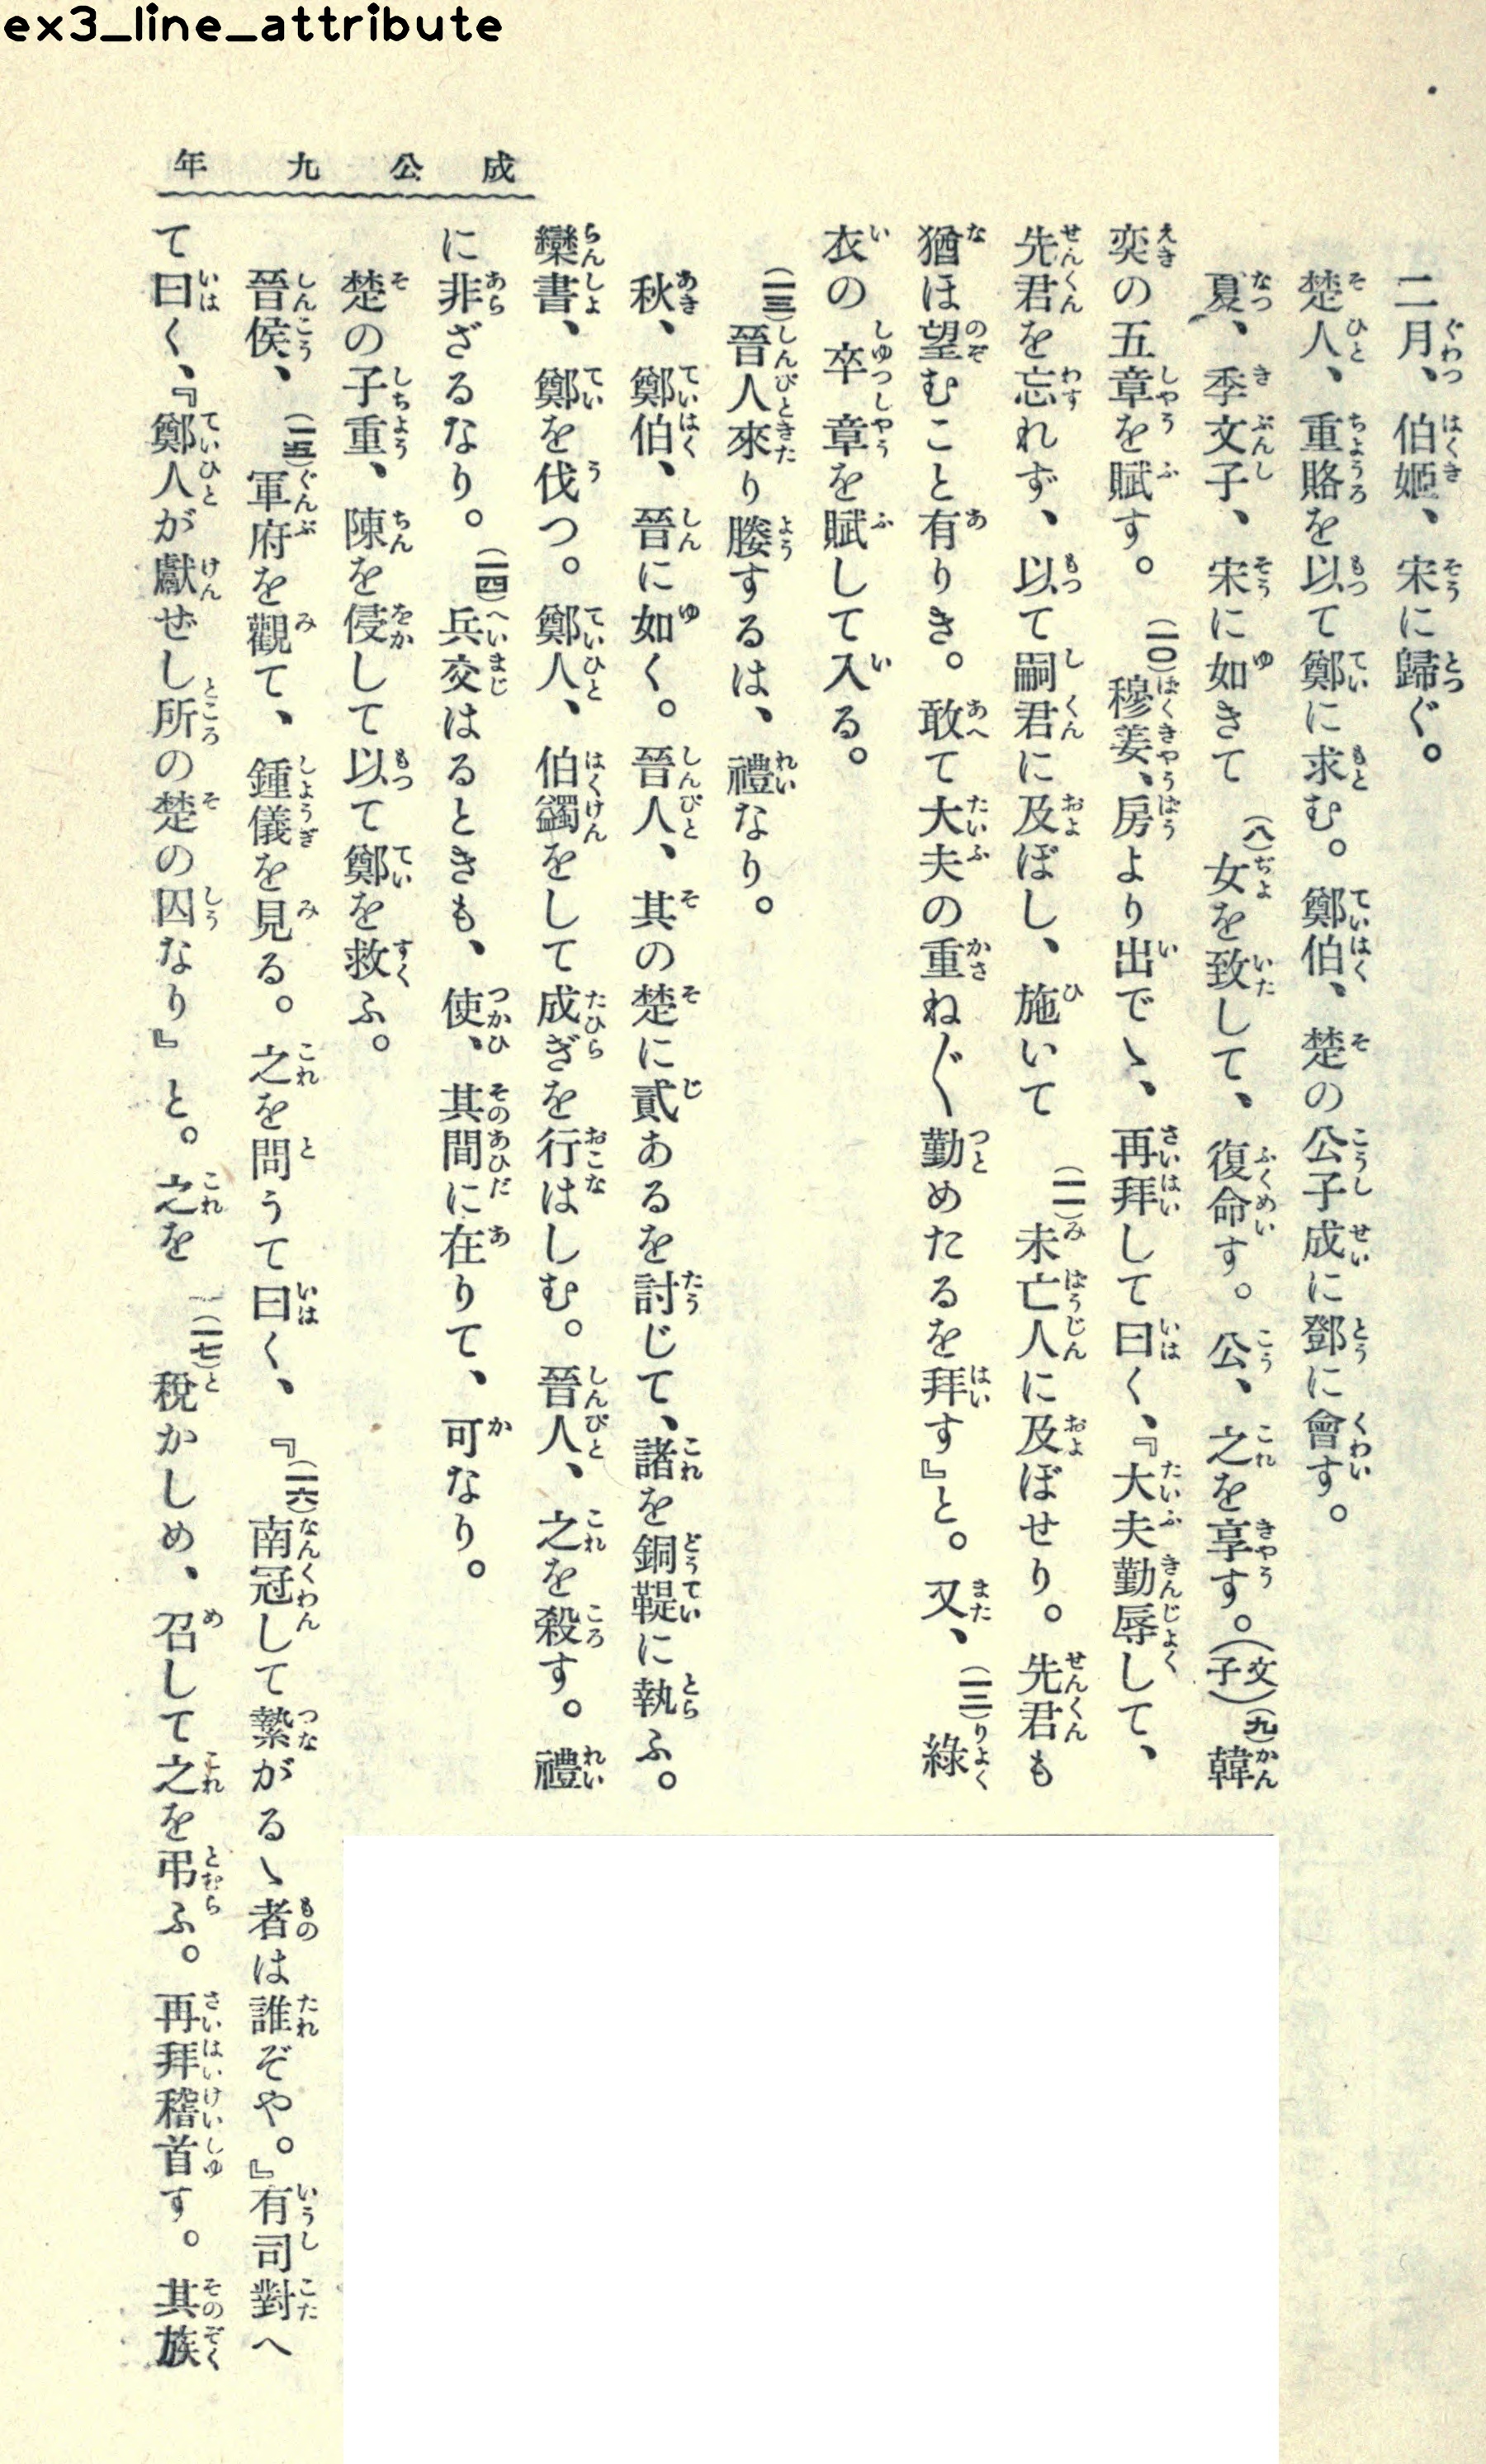 ex3_line_attribute
成公九年
二月、伯姬、宋に歸ぐ。
楚人、重賂を以て鄭に求む。鄭伯、楚の公子成に鄧に會す。
夏、季文子、宋に如きて(八)女を致して、復命す。公、之を享す。(文子)(九)韓
奕の五章を賦す。(一〇)穆姜、房より出でゝ、再拜して曰く、『大夫勤辱して、
先君を忘れず、以て嗣君に及ぼし、施いて(一一)未亡人に及ぼせり。先君も
猶ほ望むこと有りき。敢て大夫の重ね〲勤めたるを拜す』と。又、(一二)綠
衣の卒章を賦して入る。
(一三)晉人來り媵するは、禮なり。
秋、鄭伯、晉に如く。晉人、其の楚に貳あるを討じて、諸を銅鞮に執ふ。
欒書、鄭を伐つ。鄭人、伯蠲をして成ぎを行はしむ。晉人、之を殺す。禮
に非ざるなり。(一四)兵交はるときも、使、其間に在りて、可なり。
楚の子重、陳を侵して以て鄭を救ふ。
晉侯、(一五)軍府を觀て、鍾儀を見る。之を問うて曰く、『(一六)南冠して縶がるゝ者は誰ぞや。』有司對へ
て曰く、『鄭人が獻ぜし所の楚の囚なり』と。之を(一七)稅かしめ、召して之を弔ふ。再拜稽首す。其族